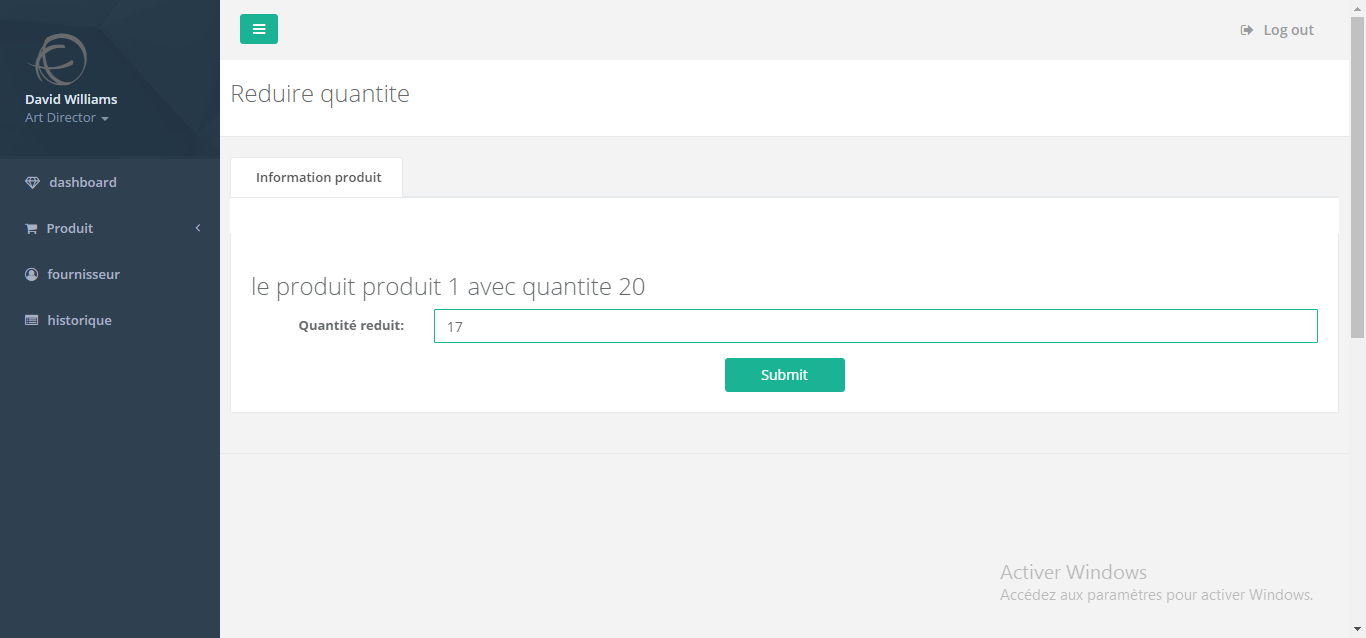 Log out
David Williams
Art Director
Reduire quantite
dashboard
Produit
fournisseur
historique
Information produit
le produit produit 1 avec quantite 20
Quantité reduit: 17
Submit
Activer Windows
Accédez aux paramètres pour activer Windows.